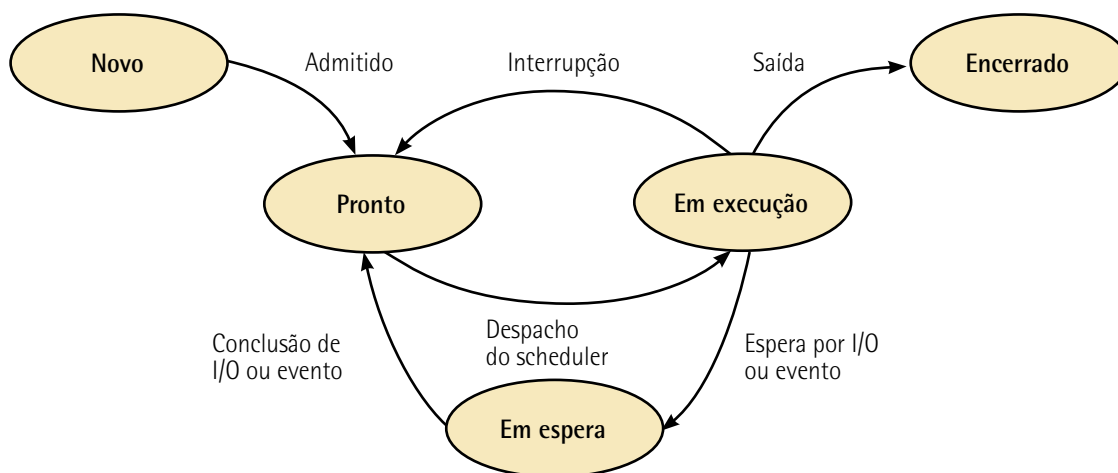 Novo
Admitido
Interrupção
Saída
Encerrado
Pronto
Em execução
Conclusão de
I/O ou evento
Despacho
do scheduler
Espera por I/O
ou evento
Em espera